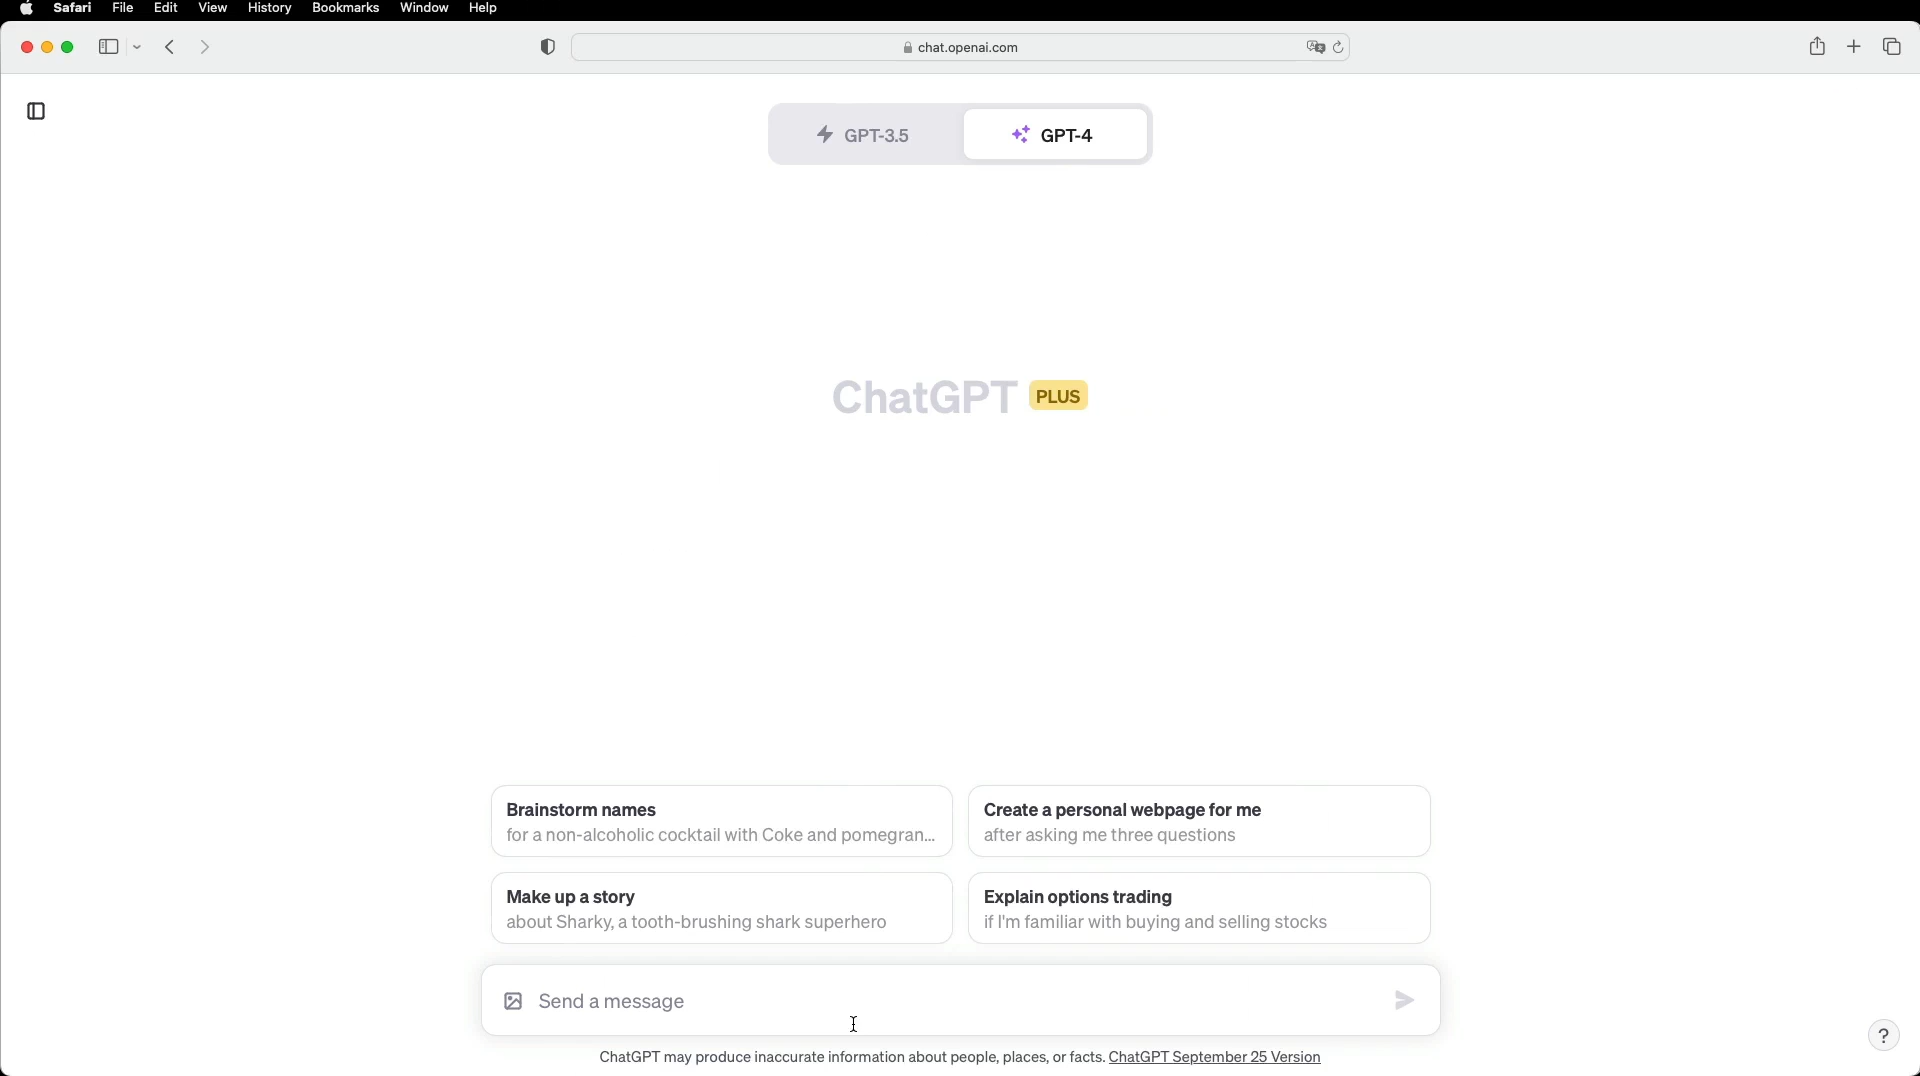 Safari File Edit View History Bookmarks Window Help
chat.openai.com
GPT-3.5 GPT-4
ChatGPT PLUS
Brainstorm names
for a non-alcoholic cocktail with Coke and pomegran...
Create a personal webpage for me
after asking me three questions
Make up a story
about Sharky, a tooth-brushing shark superhero
Explain options trading
if I'm familiar with buying and selling stocks
Send a message
?
ChatGPT may produce inaccurate information about people, places, or facts. ChatGPT September 25 Version